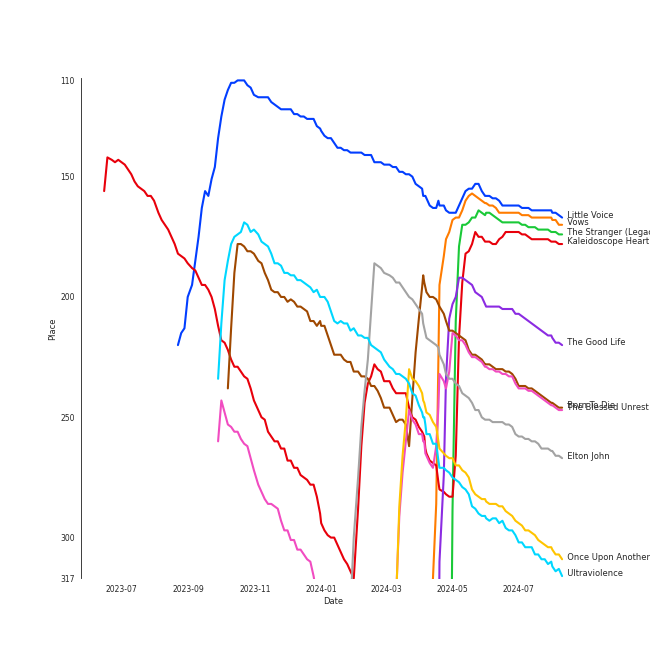 110
150
200
250
300
317
Place
2023-07
2023-09
2023-11
2024-01
2024-03
2024-05
2024-07
Date
Little Voice
Vows
The Stranger (Legac
Kaleidoscope Heart
The Good Life
Born To Die
The Blessed Unrest
Elton John
Once Upon Another
Ultraviolence